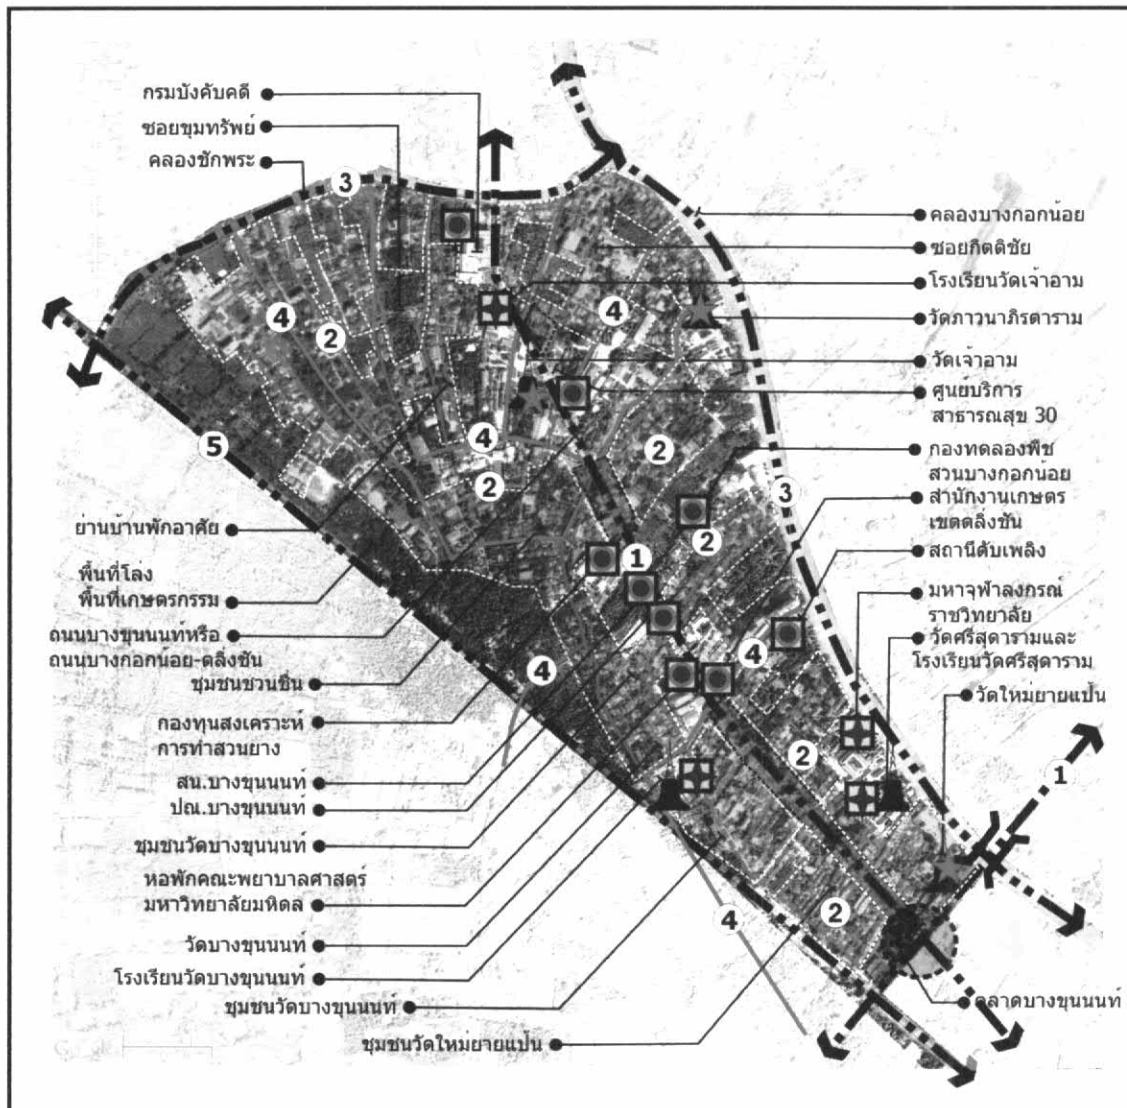 กรมบังคับคดี
ซอยขุมทรัพย์
คลองชักพระ
3
คลองบางกอกน้อย
ซอยกิตติชัย
โรงเรียนวัดเจ้าอาม
วัดภาวนาภิรตาราม
4
4
2
วัดเจ้าอาม
ศูนย์บริการ
สาธารณสุข 30
5
4
2
2
กองทดลองพืช
สวนบางกอกน้อย
3
สำนักงานเกษตร
เขตตลิ่งชัน
ย่านบ้านพักอาศัย
1
2
สถานีดับเพลิง
พื้นที่โล่ง
พื้นที่เกษตรกรรม
มหาจุฬาลงกรณ์
ราชวิทยาลัย
ถนนบางขุนนนท์หรือ
ถนนบางกอกน้อย-ตลิ่งชัน
วัดศรีสุดารามและ
โรงเรียนวัดศรีสุดาราม
ชุมชนชวนชื่น
4
4
วัดใหม่ยายแป้น
กองทุนสงเคราะห์
การทำสวนยาง
2
1
สน.บางขุนนนท์
ปณ.บางขุนนนท์
ชุมชนวัดบางขุนนนท์
หอพักคณะพยาบาลศาสตร์
มหาวิทยาลัยมหิดล
4
2
วัดบางขุนนนท์
โรงเรียนวัดบางขุนนนท์
ชุมชนวัดบางขุนนนท์
ตลาดบางขุนนนท์
ชุมชนวัดใหม่ยายแป้น
Google